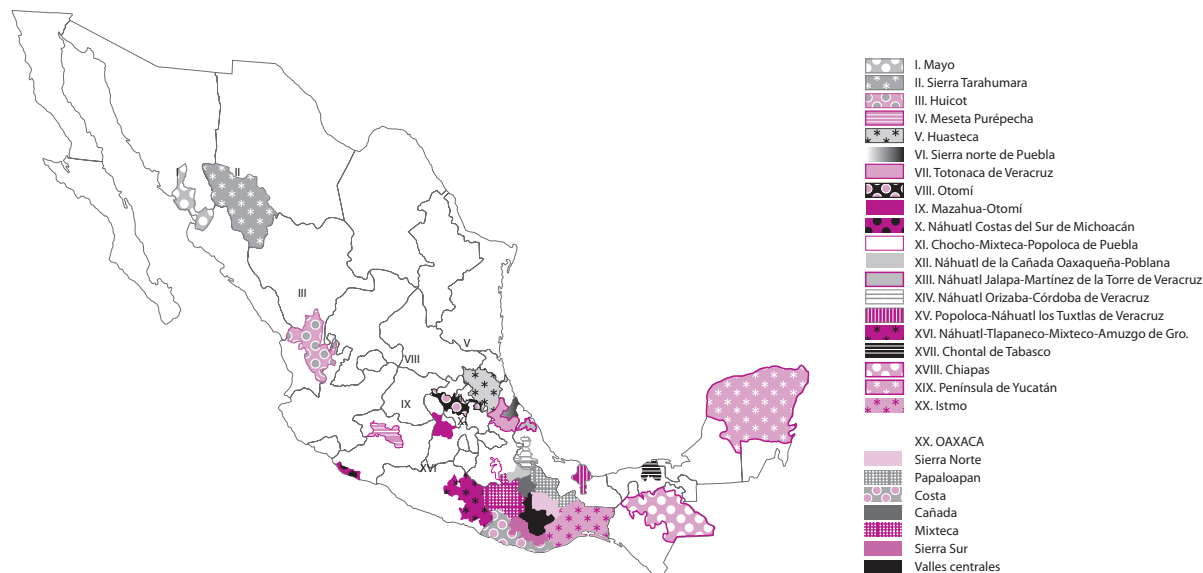 I
II
III
VIII
V
IX
XI
XVI
I. Mayo
II. Sierra Tarahumara
III. Huicot
IV. Meseta Purépecha
V. Huasteca
VI. Sierra norte de Puebla
VII. Totonaca de Veracruz
VIII. Otomí
IX. Mazahua-Otomí
X. Náhuatl Costas del Sur de Michoacán
XI. Chocho-Mixteca-Popoloca de Puebla
XII. Náhuatl de la Cañada Oaxaqueña-Poblana
XIII. Náhuatl Jalapa-Martínez de la Torre de Veracruz
XIV. Náhuatl Orizaba-Córdoba de Veracruz
XV. Popoloca-Náhuatl los Tuxtlas de Veracruz
XVI. Náhuatl-Tlapaneco-Mixteco-Amuzgo de Gro.
XVII. Chontal de Tabasco
XVIII. Chiapas
XIX. Península de Yucatán
XX. Istmo
XX. OAXACA
Sierra Norte
Papaloapan
Costa
Cañada
Mixteca
Sierra Sur
Valles centrales